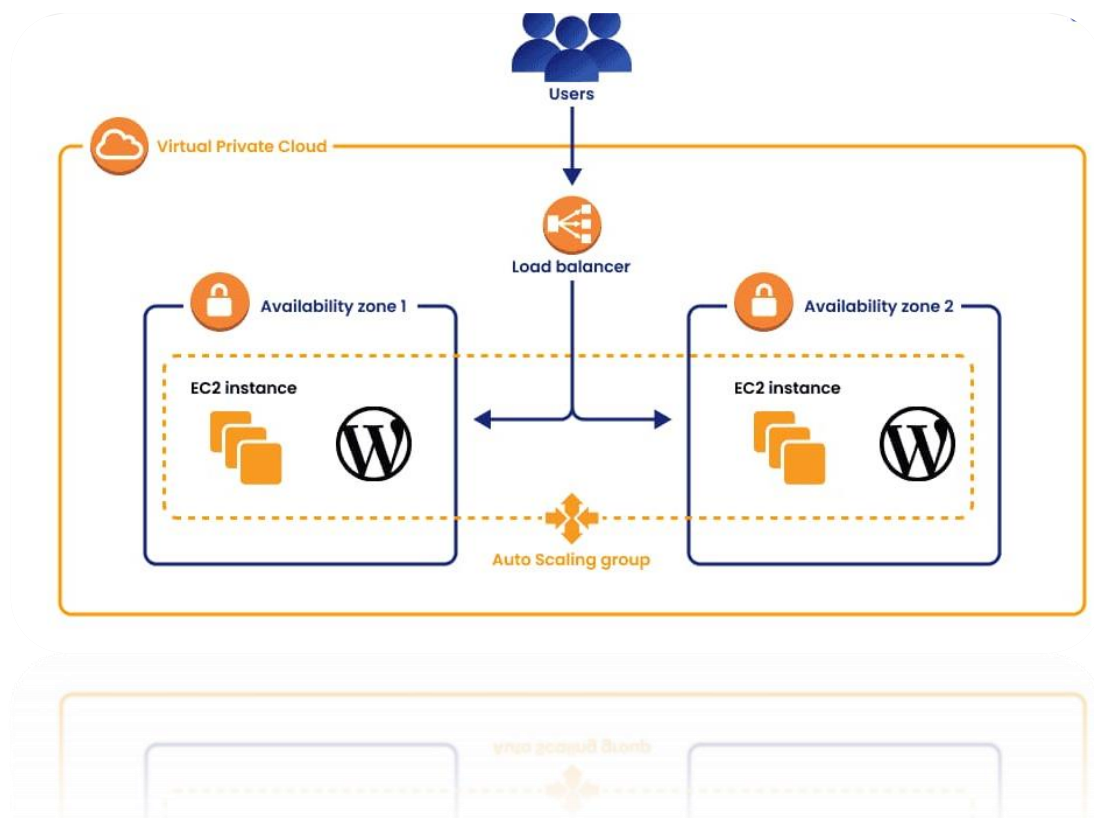 Users
Virtual Private Cloud
Load balancer
Availability zone 1
Availability zone 2
EC2 instance
EC2 instance
Auto Scaling group